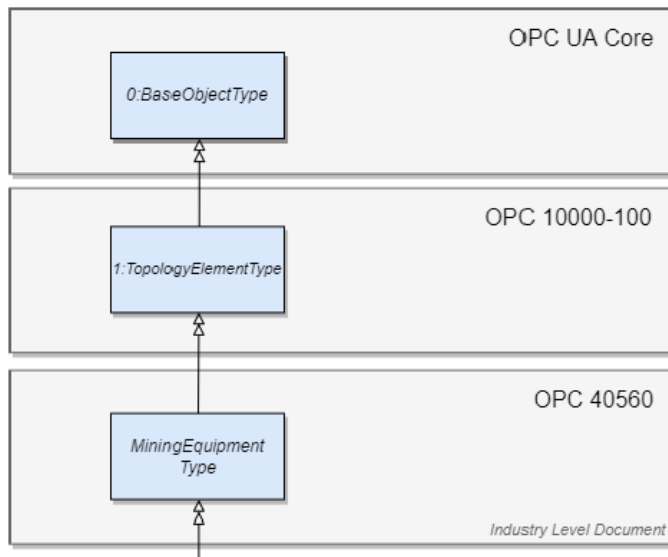 OPC UA Core
0:BaseObjectType
OPC 10000-100
1:TopologyElementType
OPC 40560
MiningEquipment
Type
Industry Level Document